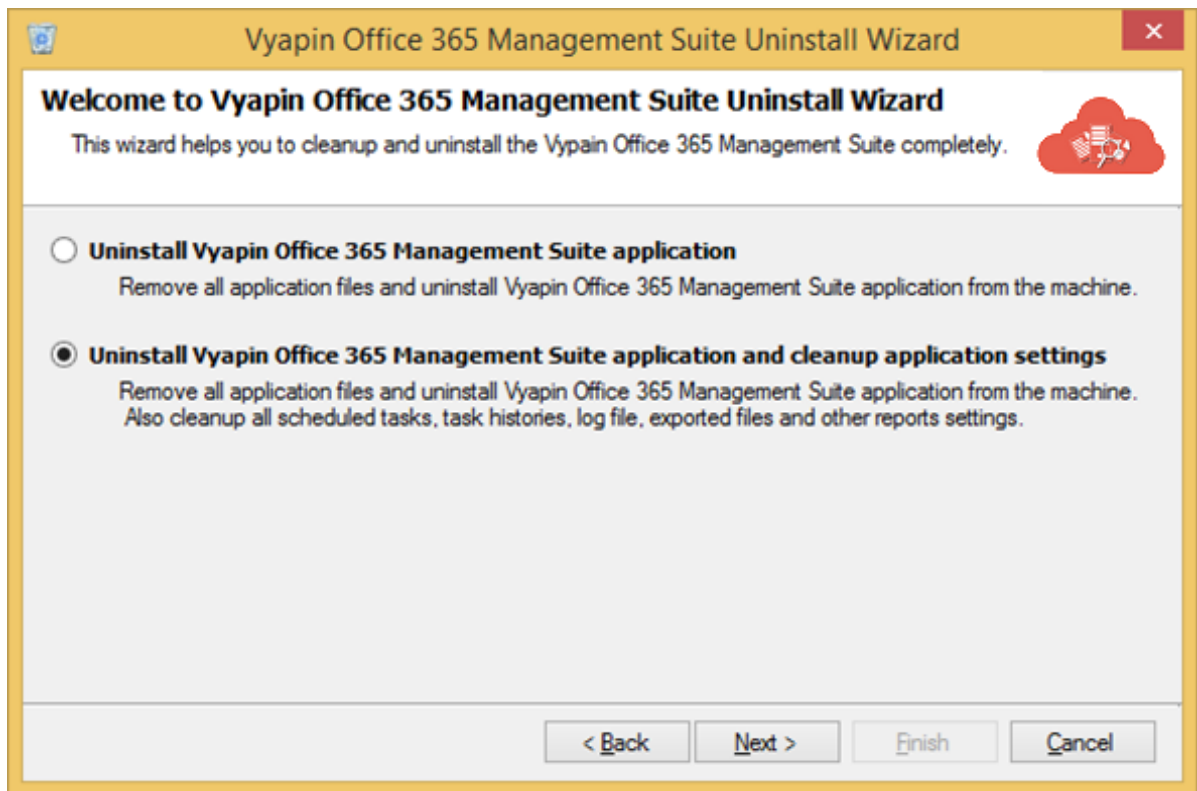 Vyapin Office 365 Management Suite Uninstall Wizard
Welcome to Vyapin Office 365 Management Suite Uninstall Wizard
This wizard helps you to cleanup and uninstall the Vypain Office 365 Management Suite completely.
Uninstall Vyapin Office 365 Management Suite application
Remove all application files and uninstall Vyapin Office 365 Management Suite application from the machine.
Uninstall Vyapin Office 365 Management Suite application and cleanup application settings
Remove all application files and uninstall Vyapin Office 365 Management Suite application from the machine.
Also cleanup all scheduled tasks, task histories, log file, exported files and other reports settings.
< Back Next > Finish Cancel